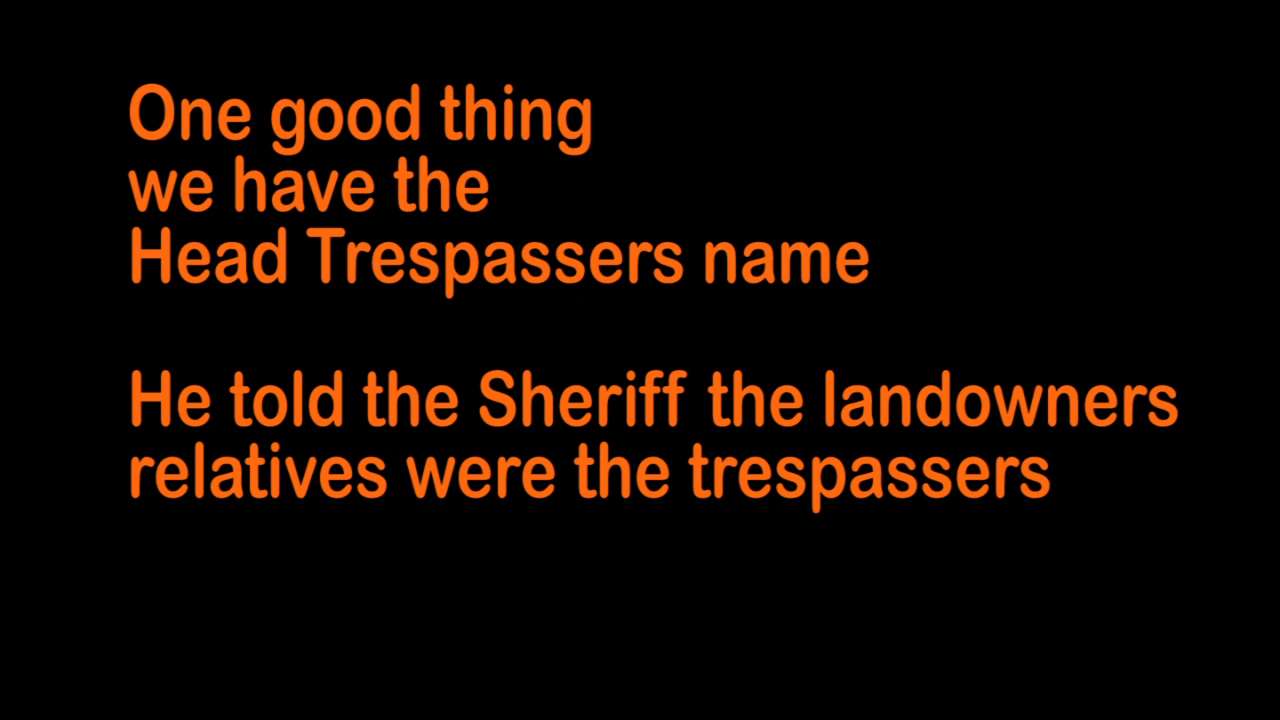 One good thing
we have the
Head Trespassers name
He told the Sheriff the landowners
relatives were the trespassers